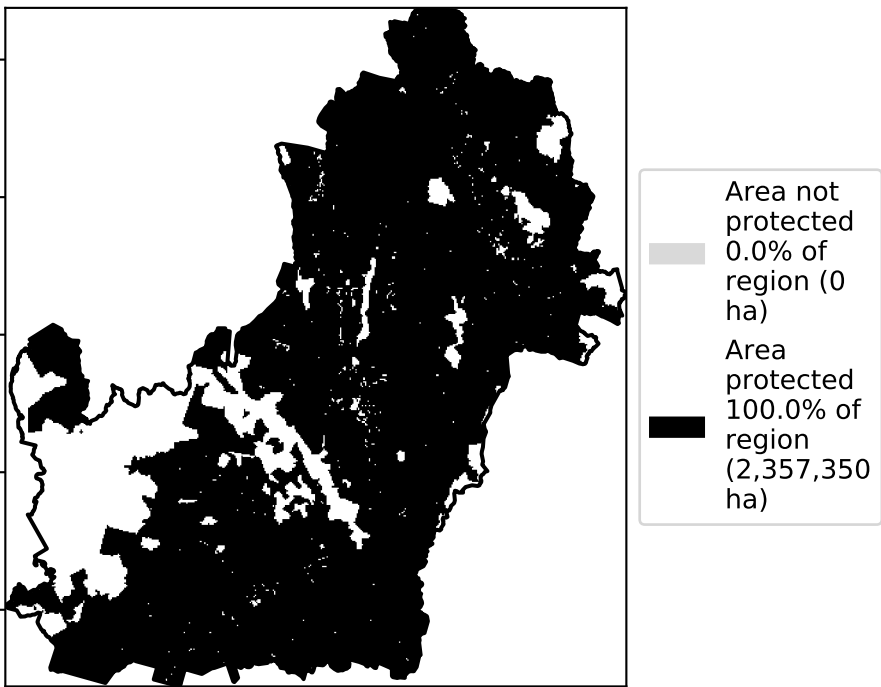 Area not
protected
0.0% of
region (0
ha)
Area
protected
100.0% of
region
(2,357,350
ha)